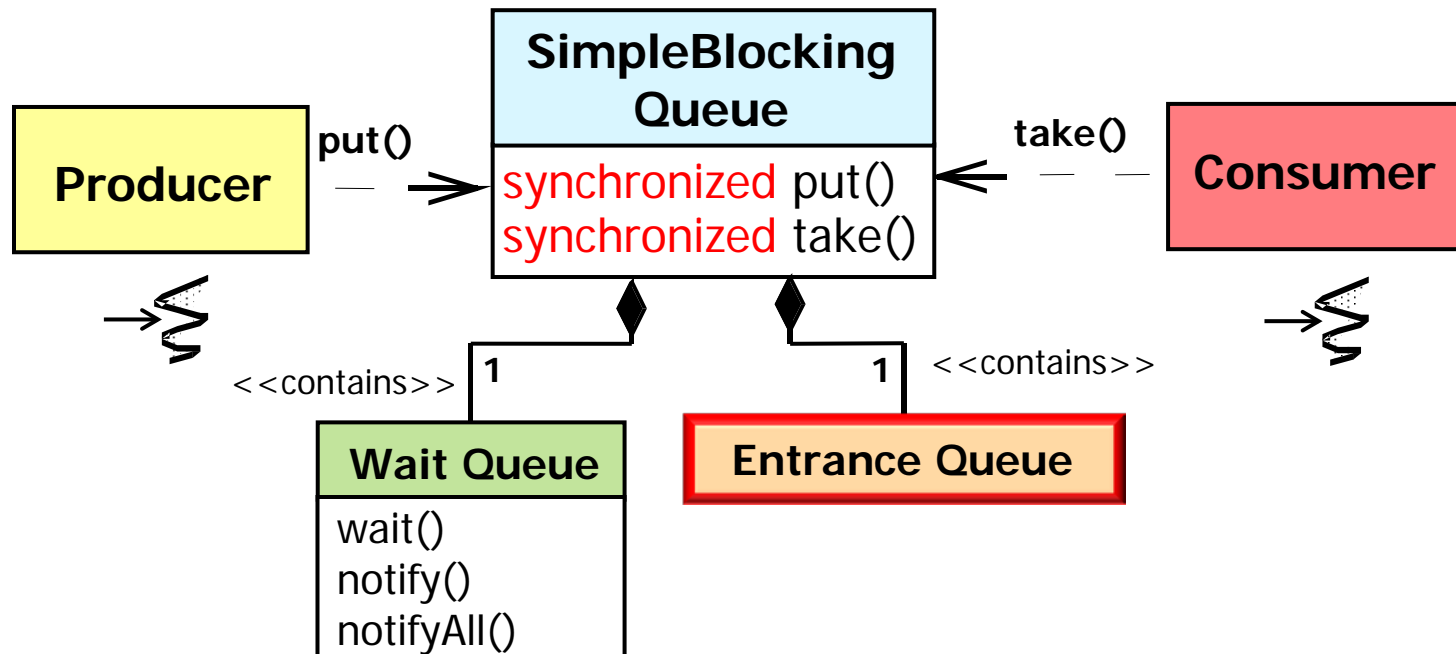 SimpleBlocking
Queue
synchronized put()
synchronized take()
Producer
put()
take()
Consumer
<<contains>>
1
1
<<contains>>
Wait Queue
wait()
notify()
notifyAll()
Entrance Queue